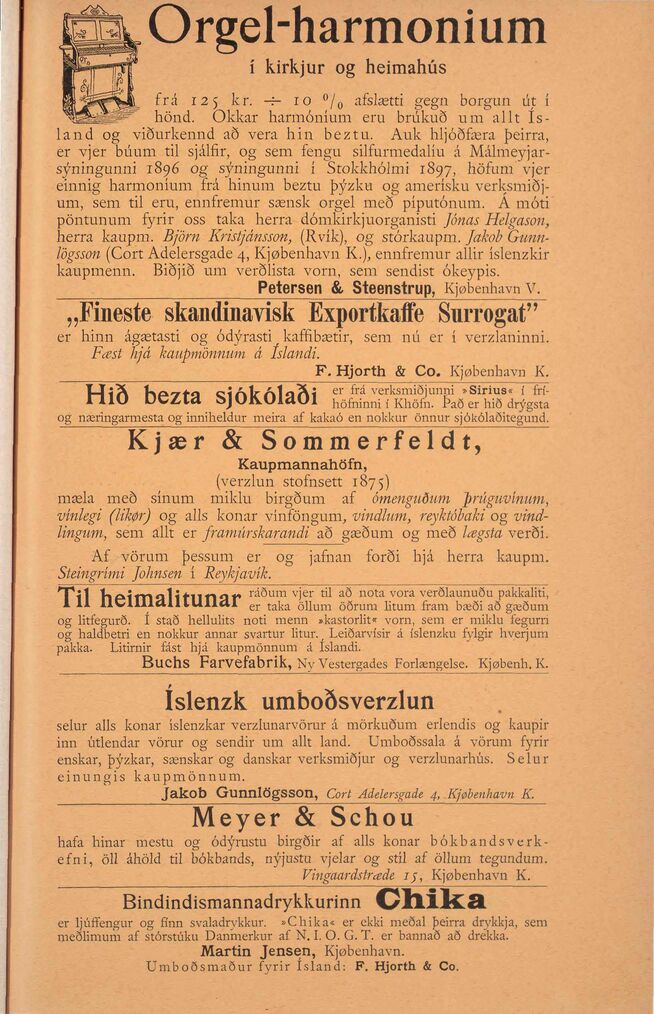 Orgel-harmonium
í kirkjur og heimahús
frá 125 kr. ÷ 10 % afslætti gegn borgun út í
hönd. Okkar harmóníum eru brúkuð um allt Ís-
land og viðurkennd að vera hin beztu. Auk hljóðfæra þeirra,
er vjer búum til sjálfir, og sem fengu silfurmedalíu á Málmeyjar-
sýningunni 1896 og sýningunni í Stokkhólmi 1897, höfum vjer
einnig harmoníum frá hinum beztu þýzku og amerísku verksmiðj-
um, sem til eru, ennfremur sænsk orgel með píputónum. Á móti
pöntunum fyrir oss taka herra dómkirkjuorganisti Jónas Helgason,
herra kaupm. Björn Kristjánsson, (Rvík), og stórkaupm. Jakob Gunn-
lögsson (Cort Adelersgade 4, Kjøbenhavn K.), ennfremur allir íslenzkir
kaupmenn. Biðjið um verðlista vorn, sem sendist ókeypis.
Petersen & Steenstrup, Kjøbenhavn V.
„Fineste skandinavisk Exportkaffe Surrogat”
er hinn ágætasti og ódýrasti kaffibætir, sem nú er í verzlaninni.
Fæst hjá kaupmönnum á Íslandi.
F. Hjorth & Co. Kjøbenhavn K.
Hið bezta sjókólaði er frá verksmiðjunni »Sirius« í frí-
höfninni í Khöfn. Það er hið drýgsta
og næringarmesta og inniheldur meira af kakaó en nokkur önnur sjókólaðitegund.
Kjær & Sommerfeldt,
Kaupmannahöfn,
(verzlun stofnsett 1875)
mæla með sínum miklu birgðum af ómenguðum þrúguvínum,
vínlegi (likør) og alls konar vínföngum, vindlum, reyktóbaki og vind-
lingum, sem allt er framúrskarandi að gæðum og með lægsta verði.
Af vörum þessum er og jafnan forði hjá herra kaupm.
Steingrími Johnsen í Reykjavík.
Til heimalitunar ráðum vjer til að nota vora verðlaunuðu pakkaliti,
er taka öllum öðrum litum fram bæði að gæðum
og litfegurð. Í stað hellulits noti menn »kastorlit« vorn, sem er miklu fegurri
og haldbetri en nokkur annar svartur litur. Leiðarvísir á íslenzku fylgir hverjum
pakka. Litirnir fást hjá kaupmönnum á Íslandi.
Buchs Farvefabrik, Ny Vestergades Forlængelse. Kjøbenh. K.
Íslenzk umboðsverzlun
selur alls konar íslenzkar verzlunarvörur á mörkuðum erlendis og kaupir
inn útlendar vörur og sendir um allt land. Umboðssala á vörum fyrir
enskar, þýzkar, sænskar og danskar verksmiðjur og verzlunarhús. Selur
einungis kaupmönnum.
Jakob Gunnlögsson, Cort Adelersgade 4, Kjøbenhavn K.
Meyer & Schou
hafa hinar mestu og ódýrustu birgðir af alls konar bókbandsverk-
efni, öll áhöld til bókbands, nýjustu vjelar og stíl af öllum tegundum.
Vingaardstræde 15, Kjøbenhavn K.
Bindindismannadrykkurinn Chika
er ljúffengur og fínn svaladrykkur. »Chika« er ekki meðal þeirra drykkja, sem
meðlimum af stórstúku Danmerkur af N. I. O. G. T. er bannað að drekka.
Martin Jensen, Kjøbenhavn.
Umboðsmaður fyrir Ísland: F. Hjorth & Co.